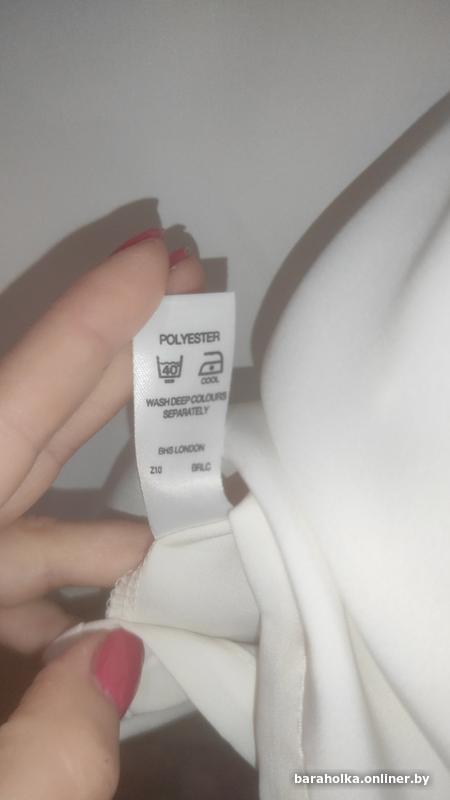 POLYESTER
40
COOL
WASH DEEP COLOURS
SEPARATELY
BHS LONDON
Z10 BRLC
baraholka.onliner.by